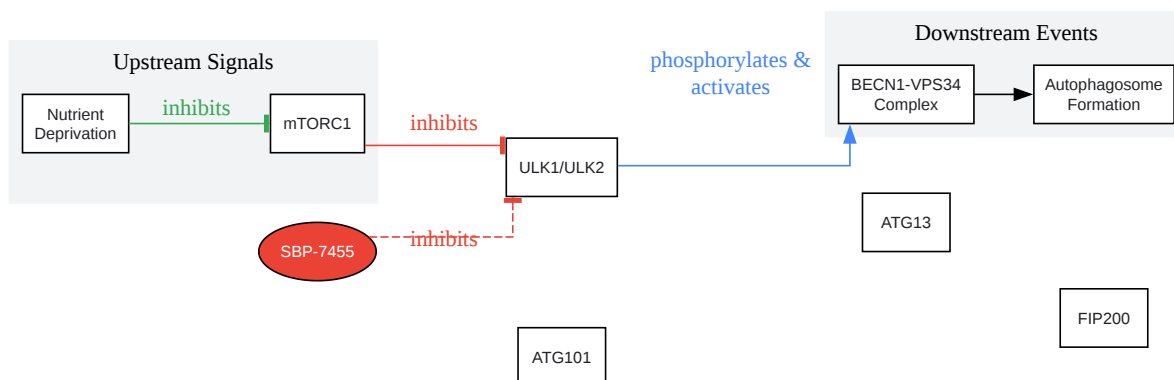 Upstream Signals
Nutrient
Deprivation
inhibits
mTORC1
inhibits
ULK1/ULK2
SBP-7455
inhibits
phosphorylates &
activates
Downstream Events
BECN1-VPS34
Complex
Autophagosome
Formation
ATG13
FIP200
ATG101